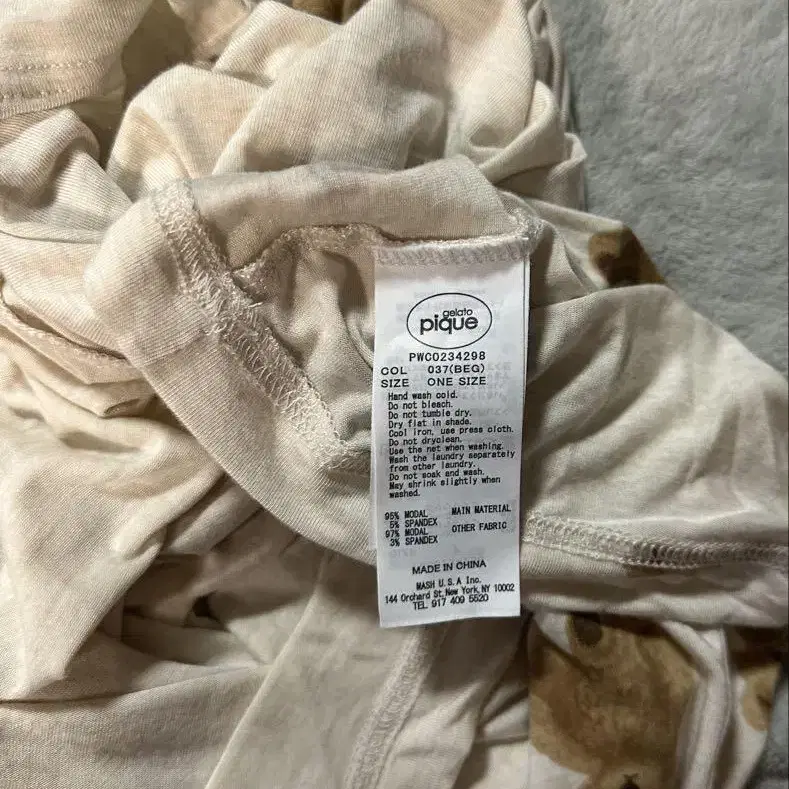 gelato
pique
PWCO234298
COL 037(BEG)
SIZE ONE SIZE
Hand wash cold.
Do not bleach.
Do not tumble dry.
Dry flat in shade.
Cool iron, use press cloth.
Do not dryclean.
Use the net when washing.
Wash the laundry separately
from other laundry.
Do not soak and wash.
May shrink slightly when
washed.
95% MODAL MAIN MATERIAL
5% SPANDEX
97% MODAL OTHER FABRIC
3% SPANDEX
MADE IN CHINA
MASH U.S.A Inc.
144 Orchard St,New York,NY 10002
TEL 917 409 5520